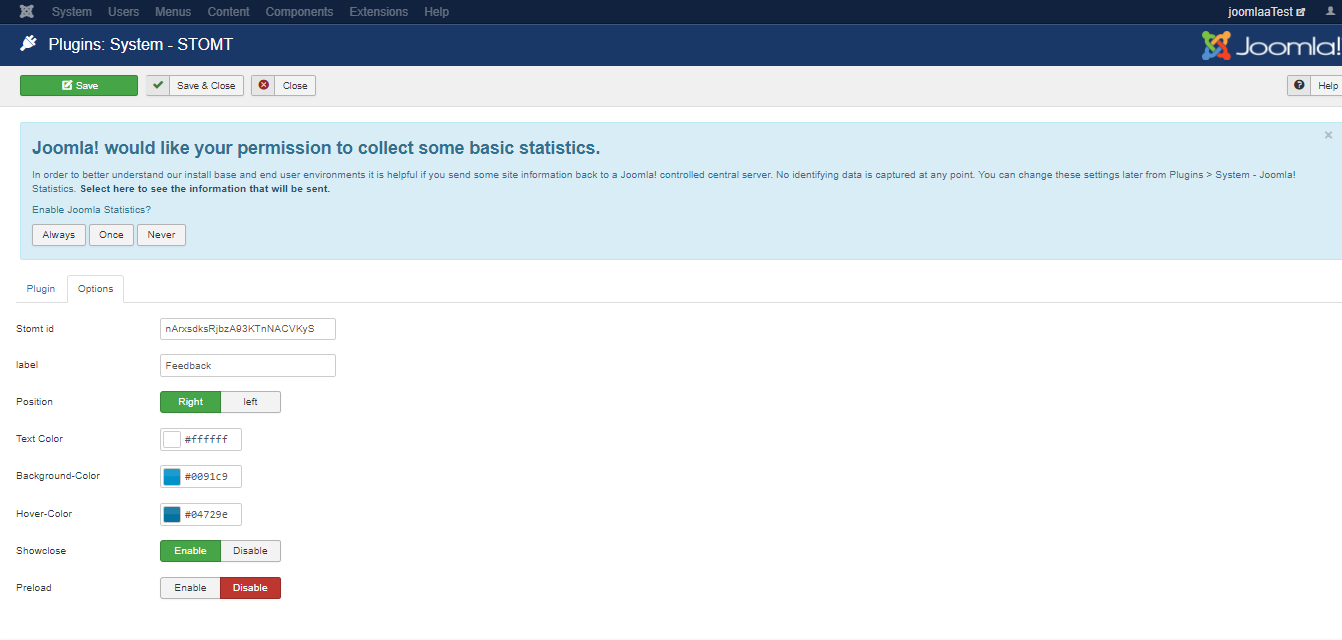 System Users Menus Content Components Extensions Help joomlaaTest
Plugins: System - STOMT Joomla!
Save Save & Close Close Help
Joomla! would like your permission to collect some basic statistics. ×
In order to better understand our install base and end user environments it is helpful if you send some site information back to a Joomla! controlled central server. No identifying data is captured at any point. You can change these settings later from Plugins > System - Joomla!
Statistics. Select here to see the information that will be sent.
Enable Joomla Statistics?
Always Once Never
Plugin Options
Stomt id nArxsdksRjbzA93KTnNACVKyS
label Feedback
Position Right left
Text Color #ffffff
Background-Color #0091c9
Hover-Color #04729e
Showclose Enable Disable
Preload Enable Disable